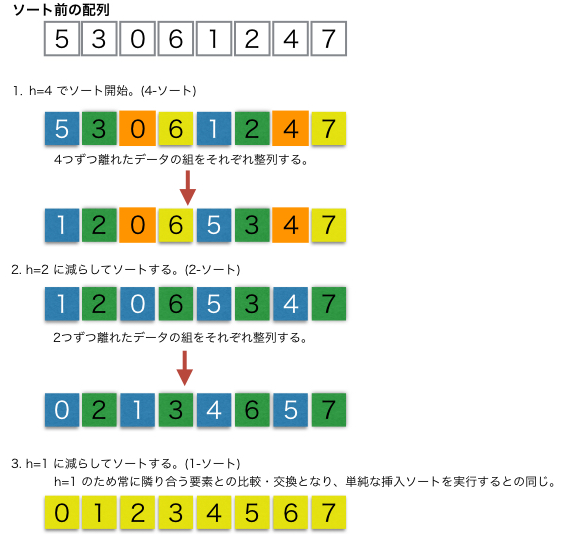 ソート前の配列
5 3 0 6 1 2 4 7
1. h=4 でソート開始。(4-ソート)
5 3 0 6 1 2 4 7
4つずつ離れたデータの組をそれぞれ整列する。
1 2 0 6 5 3 4 7
2. h=2 に減らしてソートする。(2-ソート)
1 2 0 6 5 3 4 7
2つずつ離れたデータの組をそれぞれ整列する。
0 2 1 3 4 6 5 7
3. h=1 に減らしてソートする。(1-ソート)
h=1 のため常に隣り合う要素との比較・交換となり、単純な挿入ソートを実行するとの同じ。
0 1 2 3 4 5 6 7